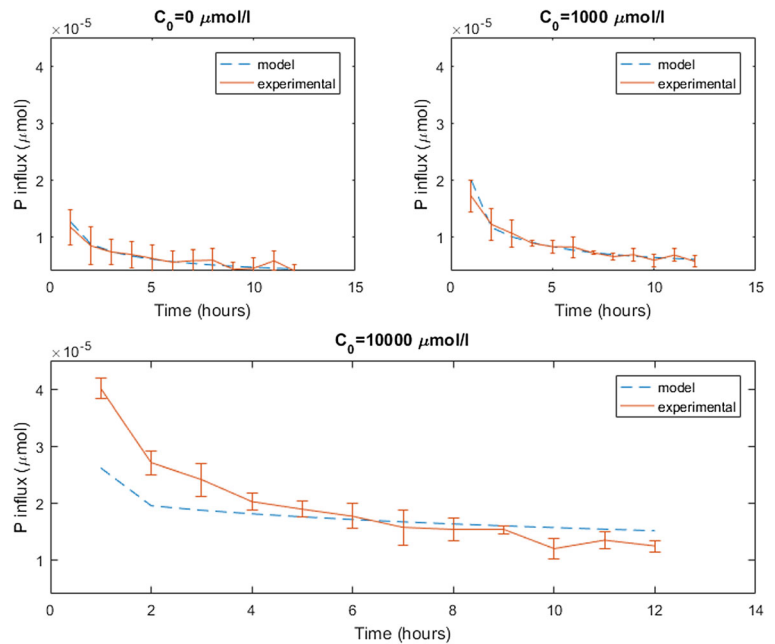 C₀=0 μmol/l
×10⁻⁵
4
3
2
1
P influx (μmol)
model
experimental
0 5 10 15
Time (hours)
C₀=1000 μmol/l
×10⁻⁵
4
3
2
1
P influx (μmol)
model
experimental
0 5 10 15
Time (hours)
C₀=10000 μmol/l
×10⁻⁵
4
3
2
1
P influx (μmol)
model
experimental
0 2 4 6 8 10 12 14
Time (hours)